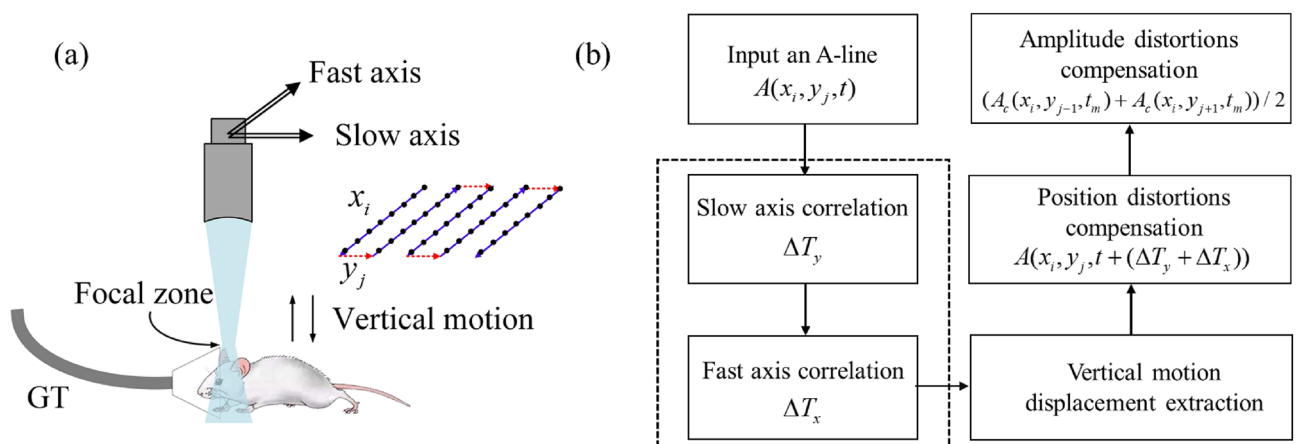 (a)
Fast axis
Slow axis
x_i
y_j
Focal zone
Vertical motion
GT
(b)
Input an A-line
A(x_i, y_j, t)
Slow axis correlation
ΔT_y
Fast axis correlation
ΔT_x
Vertical motion
displacement extraction
Position distortions
compensation
A(x_i, y_j, t + (ΔT_y + ΔT_x))
Amplitude distortions
compensation
(A_c(x_i, y_{j-1}, t_m) + A_c(x_i, y_{j+1}, t_m)) / 2